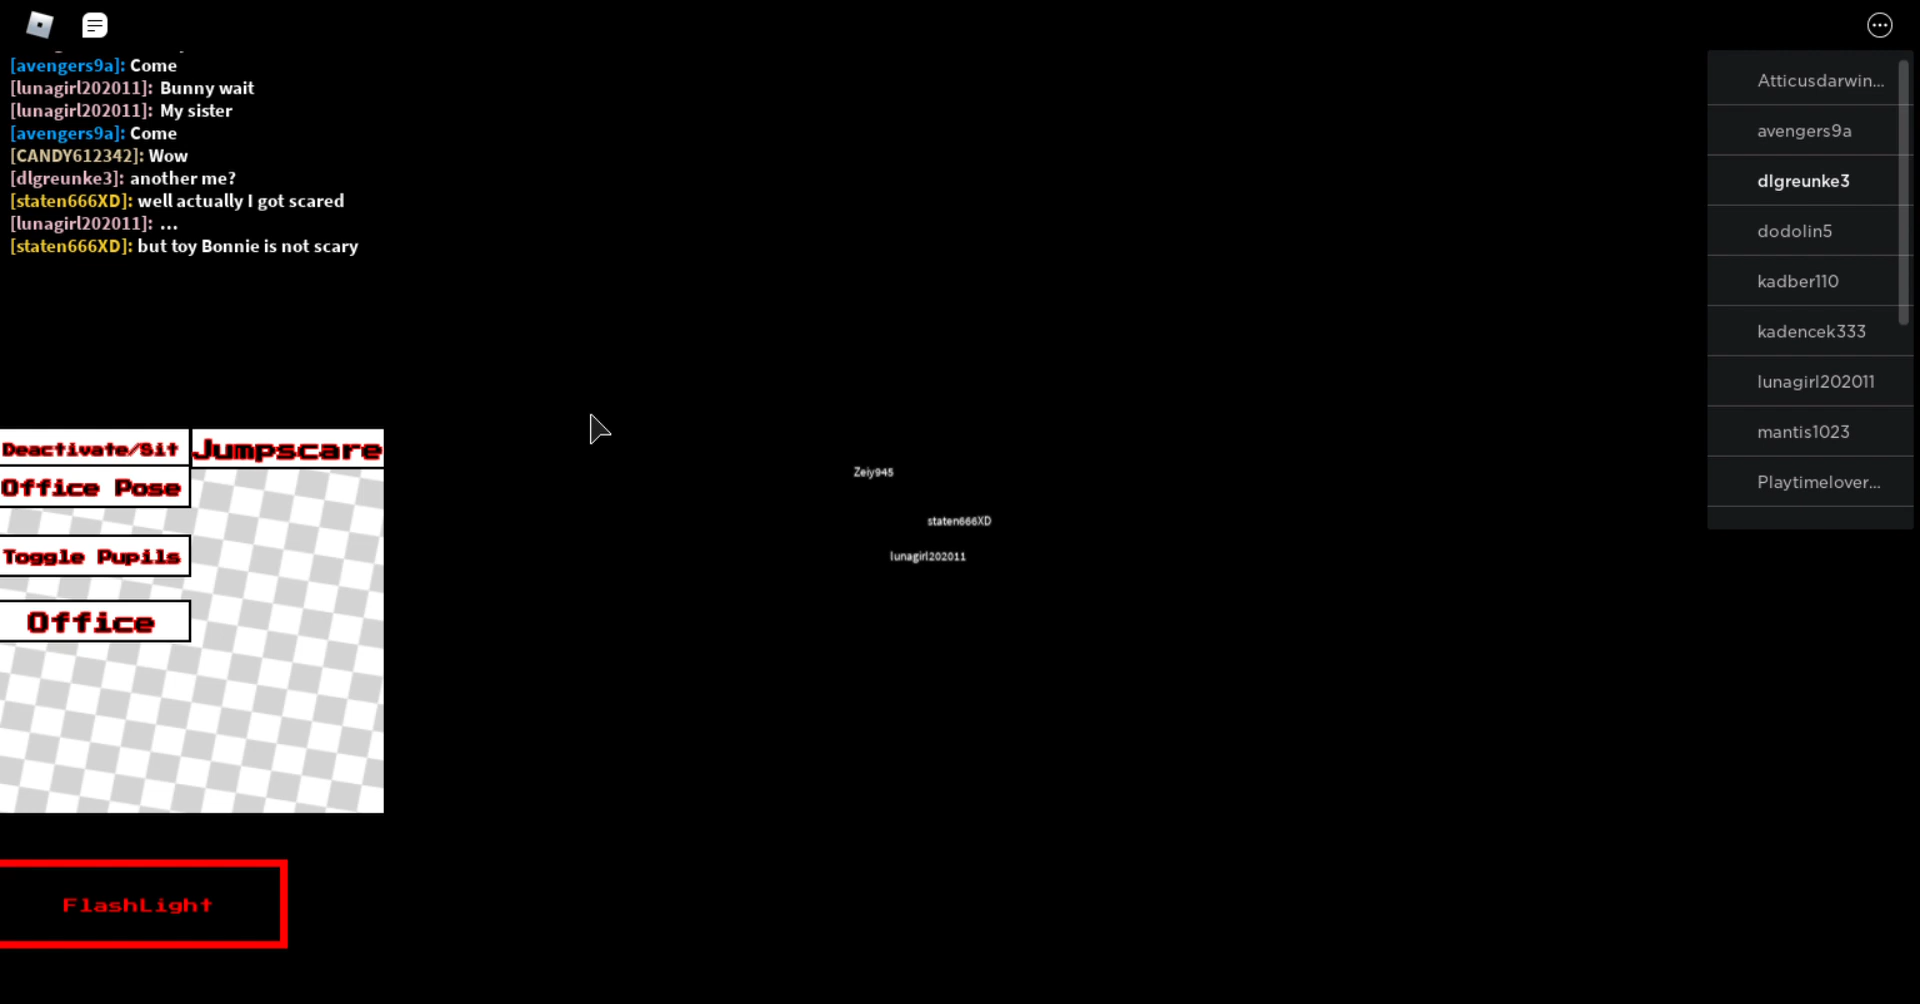 [avengers9a]: Come
[lunagirl202011]: Bunny wait
[lunagirl202011]: My sister
[avengers9a]: Come
[CANDY612342]: Wow
[dlgreunke3]: another me?
[staten666XD]: well actually I got scared
[lunagirl202011]: ...
[staten666XD]: but toy Bonnie is not scary
Atticusdarwin...
avengers9a
dlgreunke3
dodolin5
kadber110
kadencek333
lunagirl202011
mantis1023
Playtimelover...
Deactivate/Sit
Jumpscare
Office Pose
Toggle Pupils
Office
Zeiy945
staten666XD
lunagirl202011
FlashLight